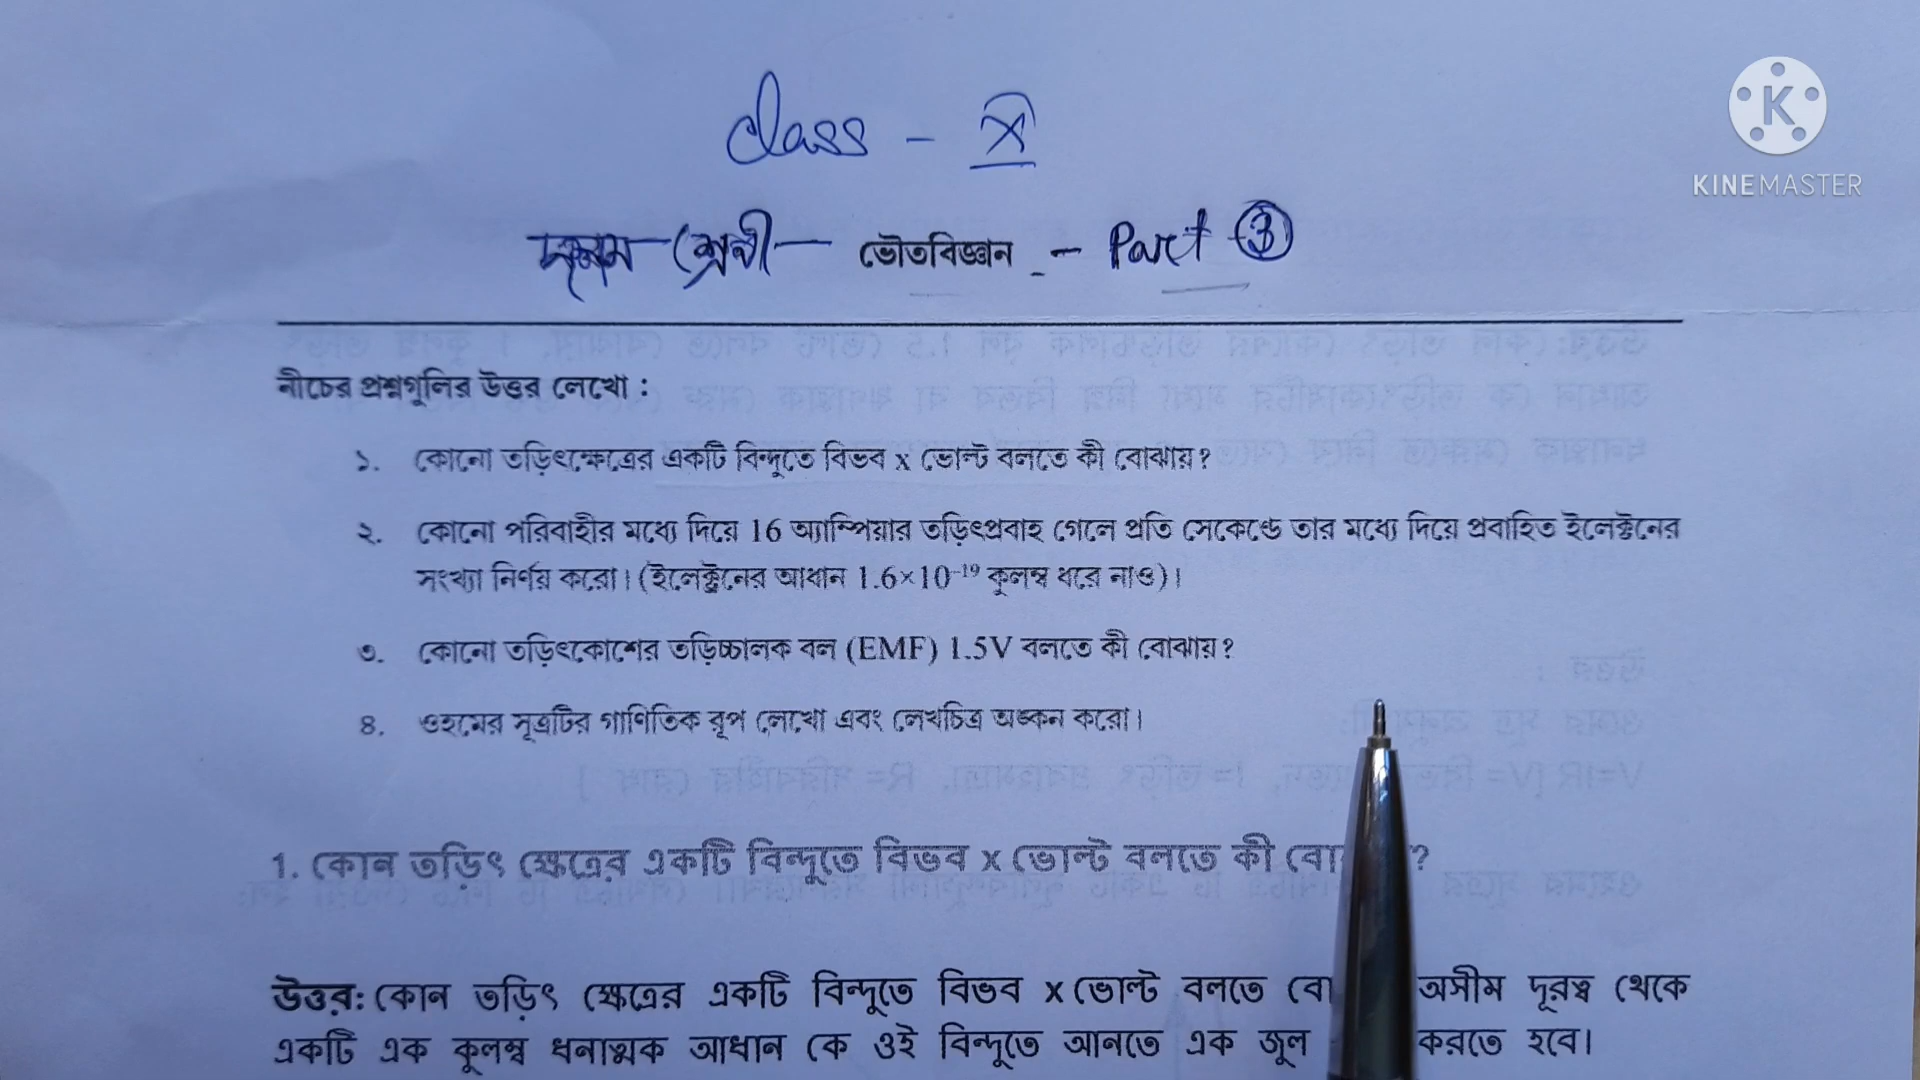 class - X
K
KINEMASTER
দশম শ্রেণী - ভৌতবিজ্ঞান - Part ③
নীচের প্রশ্নগুলির উত্তর লেখো :
১. কোনো তড়িৎক্ষেত্রের একটি বিন্দুতে বিভব x ভোল্ট বলতে কী বোঝায়?
২. কোনো পরিবাহীর মধ্যে দিয়ে 16 অ্যাম্পিয়ার তড়িৎপ্রবাহ গেলে প্রতি সেকেন্ডে তার মধ্যে দিয়ে প্রবাহিত ইলেকট্রনের
সংখ্যা নির্ণয় করো। (ইলেকট্রনের আধান 1.6×10⁻¹⁹ কুলম্ব ধরে নাও)।
৩. কোনো তড়িৎকোশের তড়িচ্চালক বল (EMF) 1.5V বলতে কী বোঝায়?
৪. ওহমের সূত্রটির গাণিতিক রূপ লেখো এবং লেখচিত্র অঙ্কন করো।
1. কোন তড়িৎ ক্ষেত্রের একটি বিন্দুতে বিভব x ভোল্ট বলতে কী ?
উত্তর: কোন তড়িৎ ক্ষেত্রের একটি বিন্দুতে বিভব x ভোল্ট বলতে অসীম দূরত্ব থেকে
একটি এক কুলম্ব ধনাত্মক আধান কে ওই বিন্দুতে আনতে এক জুল করতে হবে।